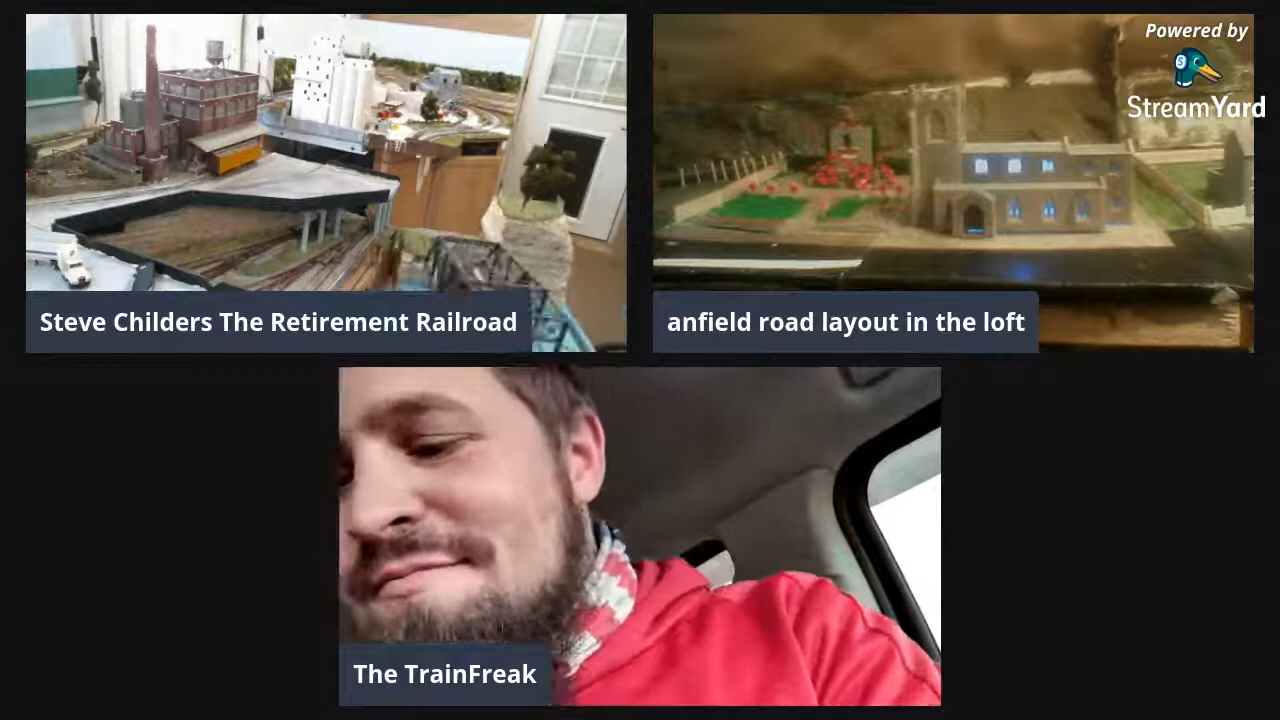 Powered by
StreamYard
Steve Childers The Retirement Railroad
anfield road layout in the loft
The TrainFreak